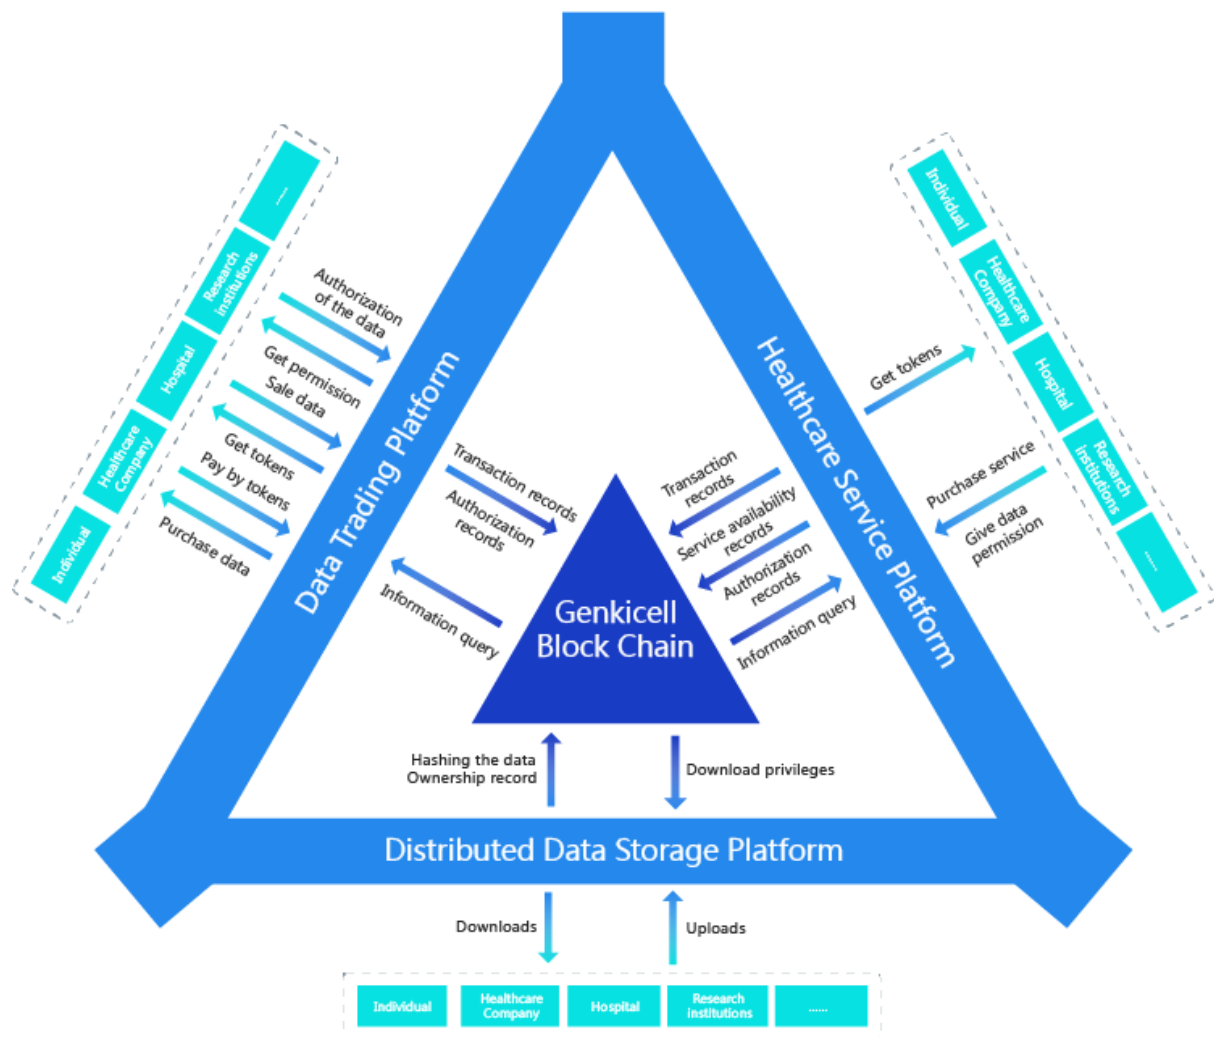 ......
Research
institutions
Hospital
Healthcare
Company
Individual
Authorization
of the data
Get permission
Sale data
Get tokens
Pay by tokens
Purchase data
Data Trading Platform
Transaction records
Authorization
records
Information query
Genkicell
Block Chain
Transaction
records
Service availability
records
Authorization
records
Information query
Healthcare Service Platform
Get tokens
Purchase service
Give data
permission
Individual
Healthcare
Company
Hospital
Research
institutions
......
Hashing the data
Ownership record
Download privileges
Distributed Data Storage Platform
Downloads
Uploads
Individual
Healthcare
Company
Hospital
Research
institutions
......